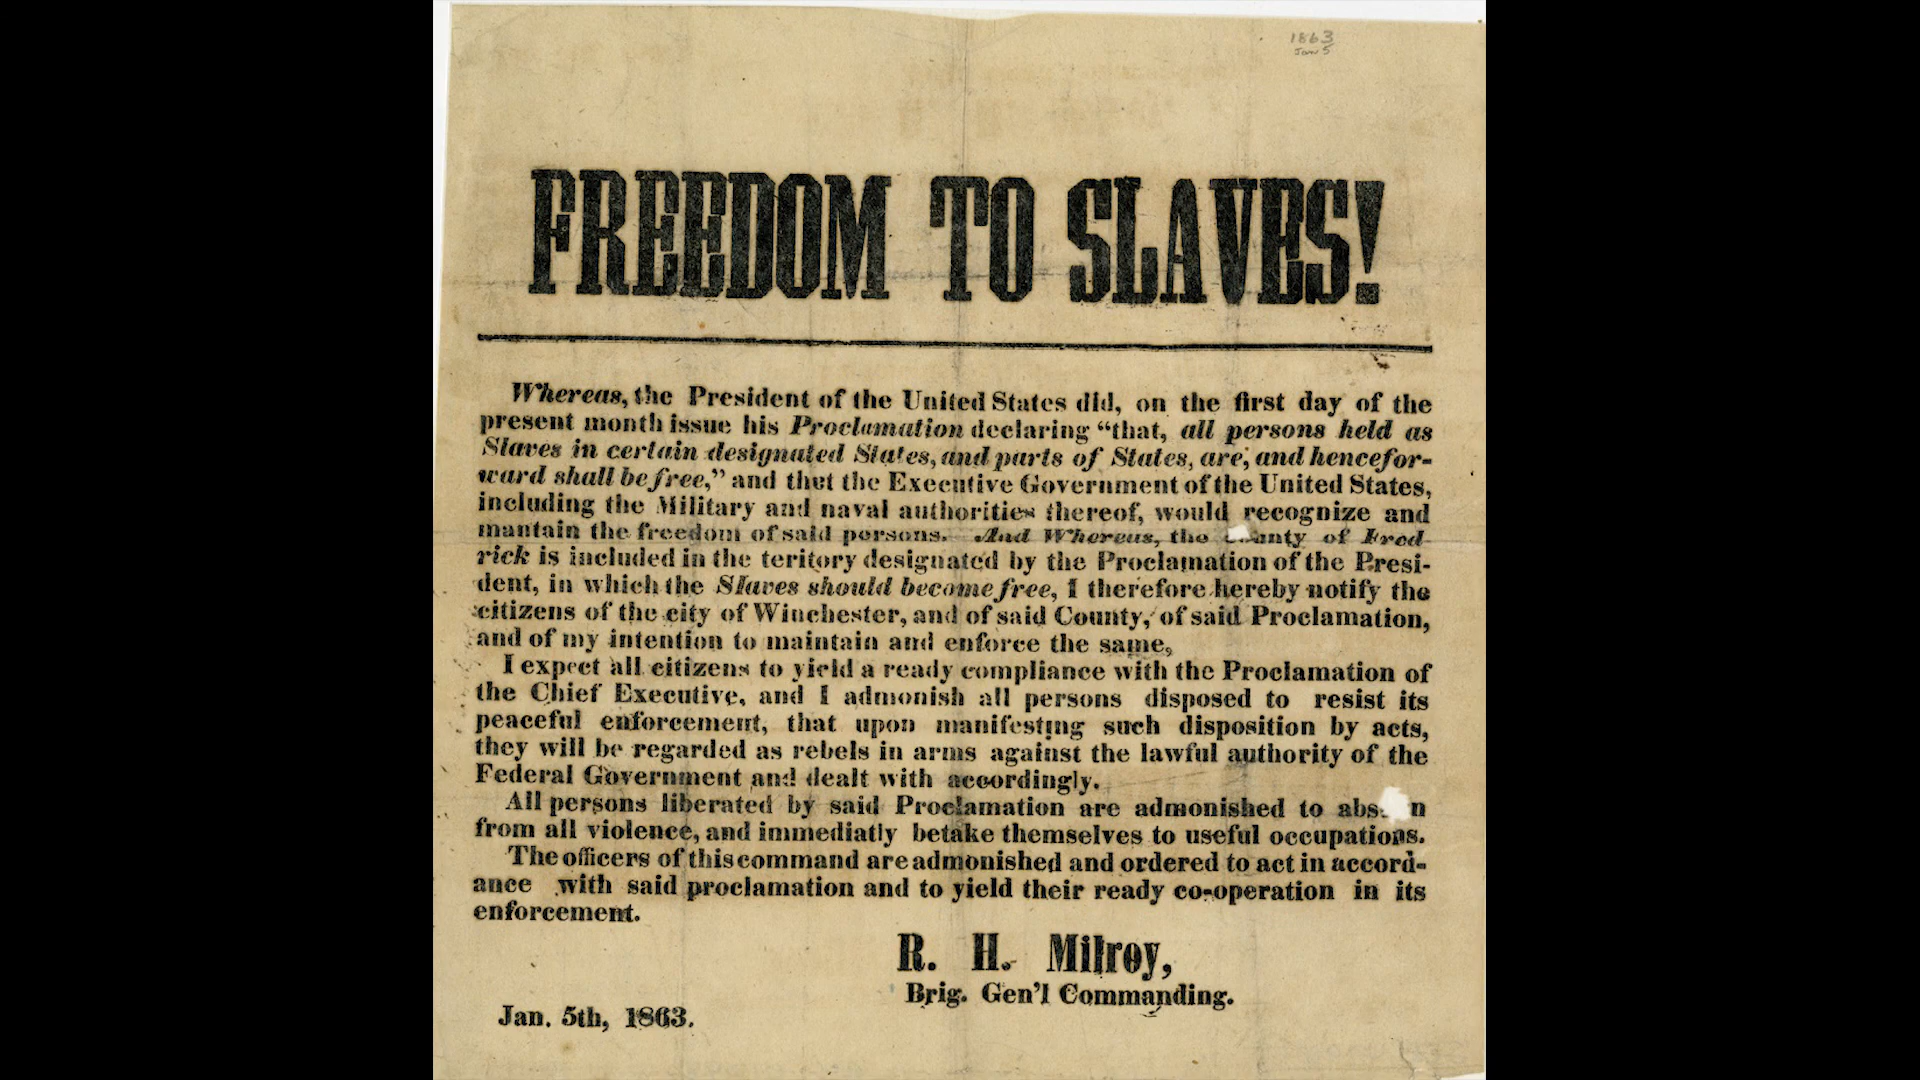 1863
Jan 5
FREEDOM TO SLAVES!
Whereas, the President of the United States did, on the first day of the
present month issue his Proclamation declaring “that, all persons held as
Slaves in certain designated States, and parts of States, are, and hencefor-
ward shall be free,” and that the Executive Government of the United States,
including the Military and naval authorities thereof, would recognize and
mantain the freedom of said persons. And Whereas, the County of Fred-
rick is included in the teritory designated by the Proclamation of the Presi-
dent, in which the Slaves should become free, I therefore hereby notify the
citizens of the city of Winchester, and of said County, of said Proclamation,
and of my intention to maintain and enforce the same,
I expect all citizens to yield a ready compliance with the Proclamation of
the Chief Executive, and I admonish all persons disposed to resist its
peaceful enforcement, that upon manifesting such disposition by acts,
they will be regarded as rebels in arms against the lawful authority of the
Federal Government and dealt with accordingly.
All persons liberated by said Proclamation are admonished to
from all violence, and immediatly betake themselves to useful occupations.
The officers of this command are admonished and ordered to act in accord-
ance with said proclamation and to yield their ready co-operation in its
enforcement.
R. H. Milroy,
Brig. Gen'l Commanding.
Jan. 5th, 1863.